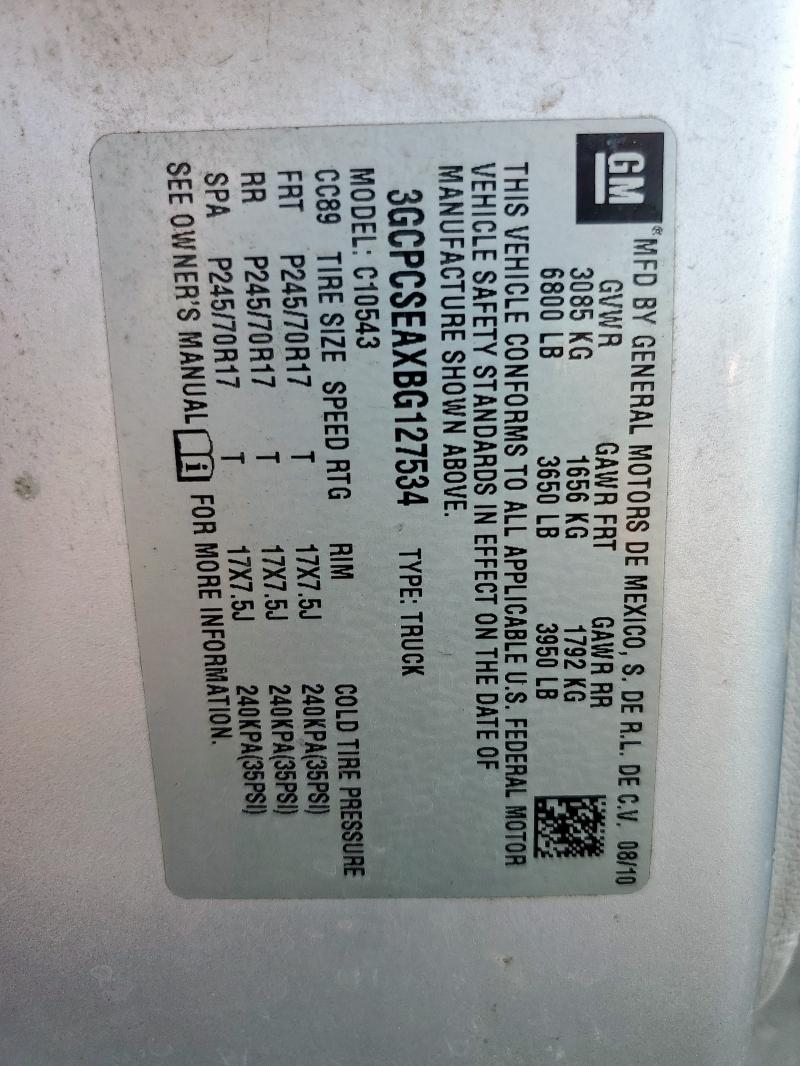 GM
® MFD BY GENERAL MOTORS DE MEXICO, S. DE R.L. DE C.V. 08/10
GVWR GAWR FRT GAWR RR
3085 KG 1656 KG 1792 KG
6800 LB 3650 LB 3950 LB
THIS VEHICLE CONFORMS TO ALL APPLICABLE U.S. FEDERAL MOTOR
VEHICLE SAFETY STANDARDS IN EFFECT ON THE DATE OF
MANUFACTURE SHOWN ABOVE.
3GCPCSEAXBG127534 TYPE: TRUCK
MODEL: C10543
CC89 TIRE SIZE SPEED RTG RIM COLD TIRE PRESSURE
FRT P245/70R17 T 17X7.5J 240KPA(35PSI)
RR P245/70R17 T 17X7.5J 240KPA(35PSI)
SPA P245/70R17 T 17X7.5J 240KPA(35PSI)
SEE OWNER'S MANUAL i FOR MORE INFORMATION.